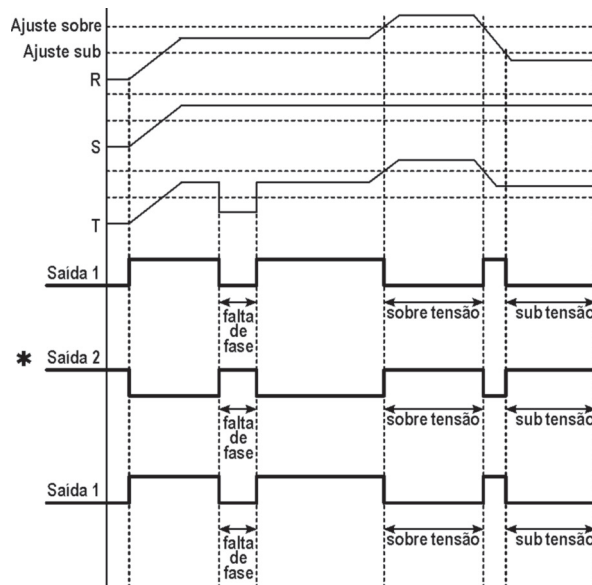 Ajuste sobre
Ajuste sub
R
S
T
Saida 1
falta
de
fase
sobre tensão
sub tensão
* Saida 2
falta
de
fase
sobre tensão
sub tensão
Saida 1
falta
de
fase
sobre tensão
sub tensão